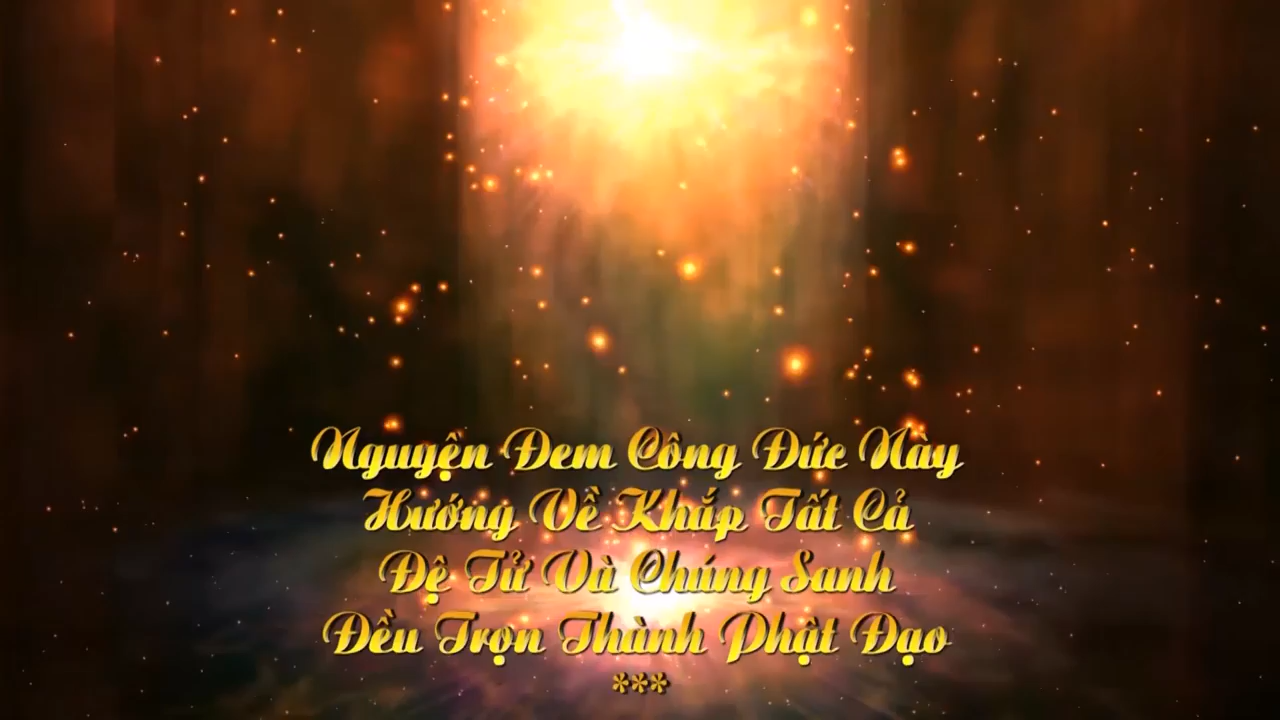 Nguyện Đem Công Đức Này
Hướng Về Khắp Tất Cả
Đệ Tử Và Chúng Sanh
Đều Trọn Thành Phật Đạo
***